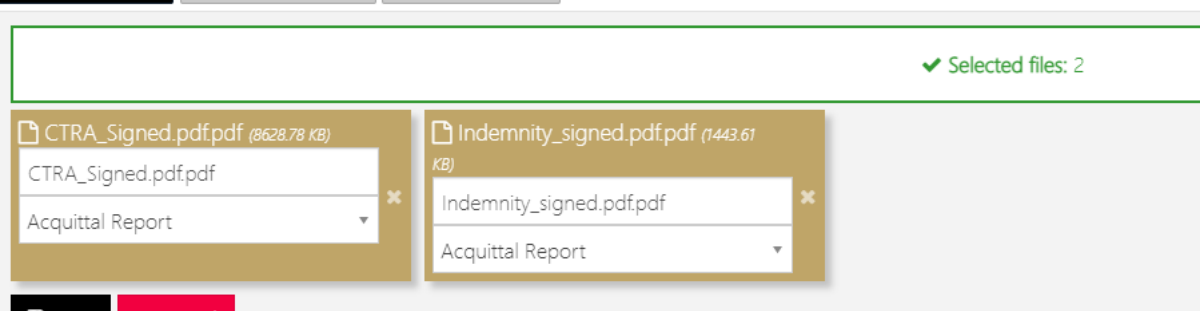 Selected files: 2
CTRA_Signed.pdf.pdf (8628.78 KB)
CTRA_Signed.pdf.pdf
Acquittal Report
Indemnity_signed.pdf.pdf (1443.61
KB)
Indemnity_signed.pdf.pdf
Acquittal Report